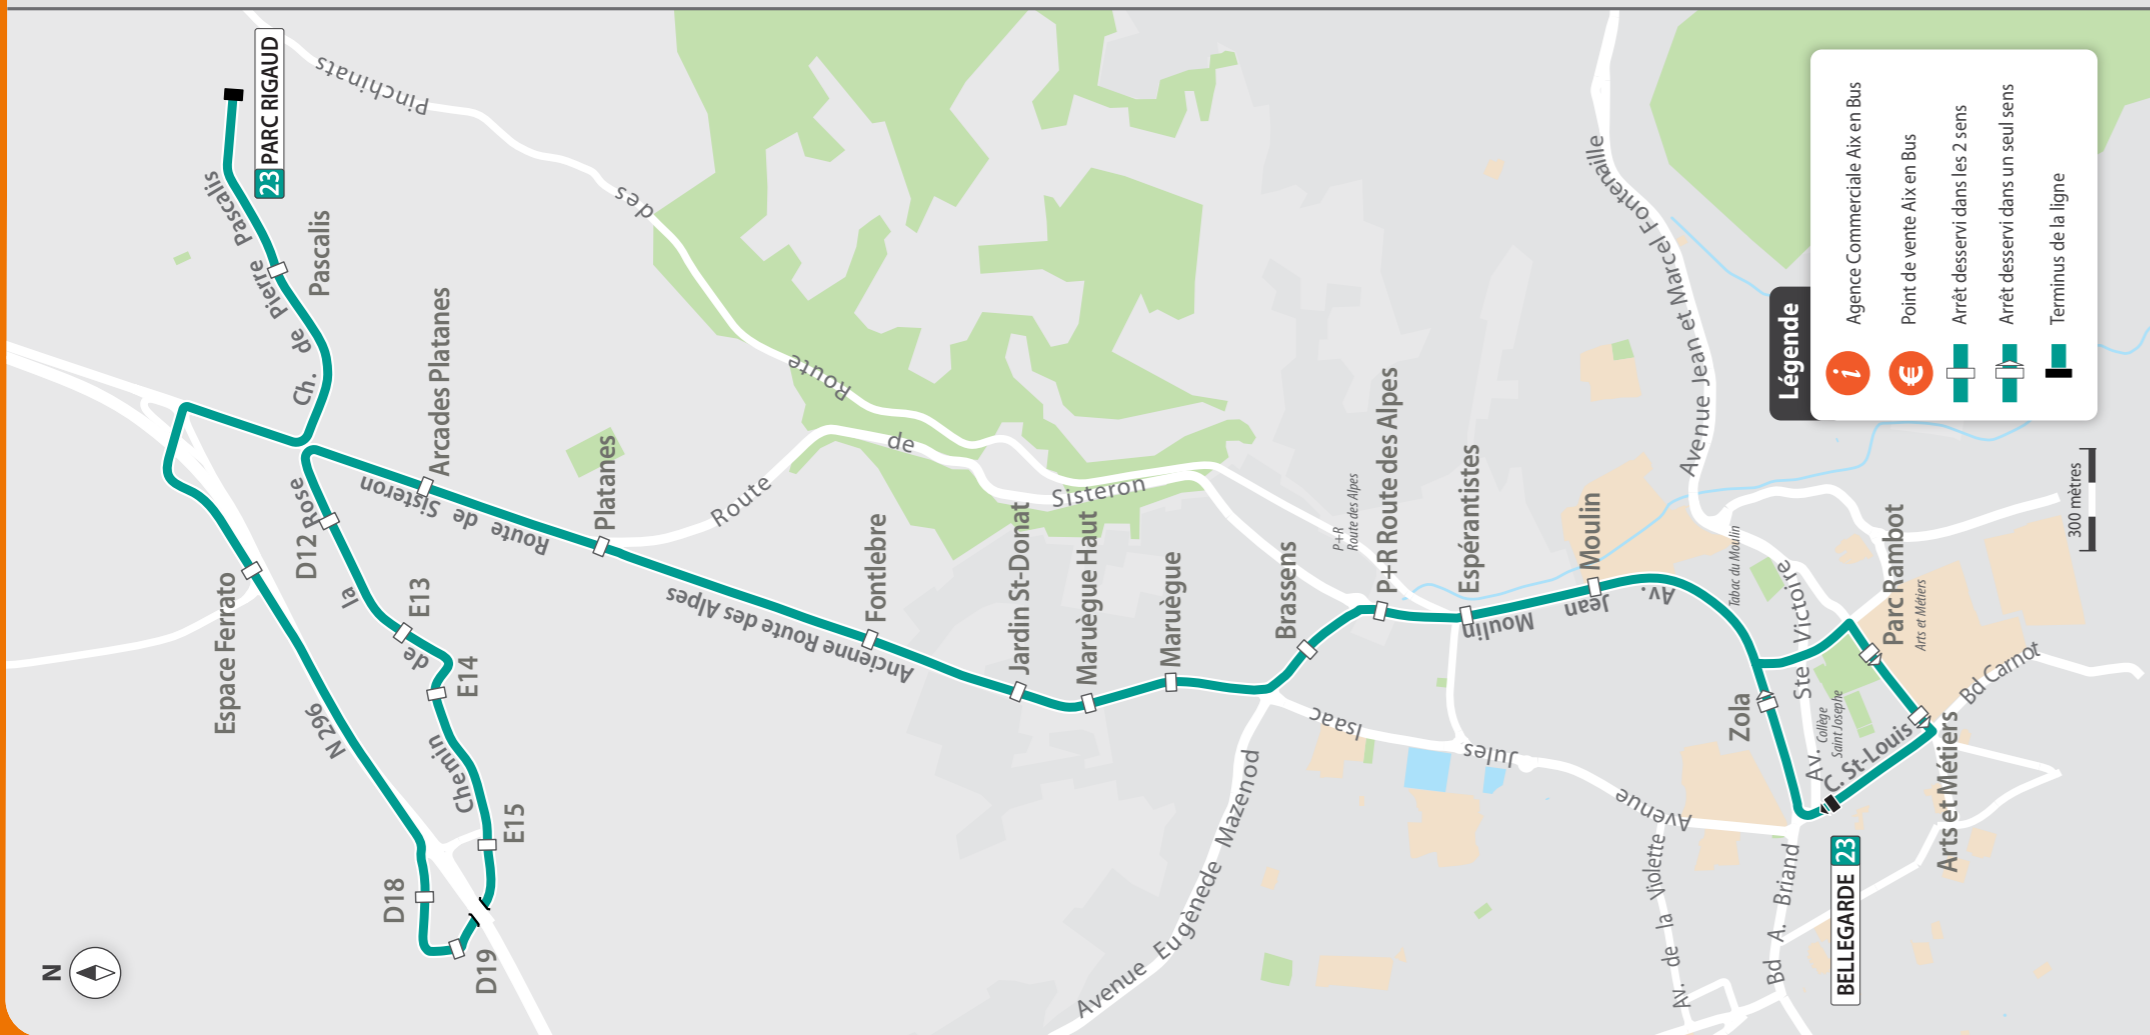 N
23 PARC RIGAUD
Pascalis
Ch. de Pierre Pascalis
Route des Pinchinats
Arcades Platanes
Platanes
Route de Sisteron
D12
E13
E14
E15
D18
D19
Chemin de la Rose
Espace Ferrato
N 296
Fontlebre
Ancienne Route des Alpes
Route de Sisteron
Jardin St-Donat
Maruègue Haut
Maruègue
Brassens
P+R Route des Alpes
P+R
Route des Alpes
Espérantistes
Moulin
Av. Jean Moulin
Avenue Jules Isaac
Avenue Eugène de Mazenod
Avenue Jean et Marcel Fontenaille
Tabac du Moulin
Zola
Av. Ste Victoire
Collège
Saint Josephe
Parc Rambot
Arts et Métiers
Arts et Métiers
C. St-Louis
Bd Carnot
Av. de la Violette
Bd A. Briand
BELLEGARDE 23
300 mètres
Légende
i
Agence Commerciale Aix en Bus
€
Point de vente Aix en Bus
Arrêt desservi dans les 2 sens
Arrêt desservi dans un seul sens
Terminus de la ligne